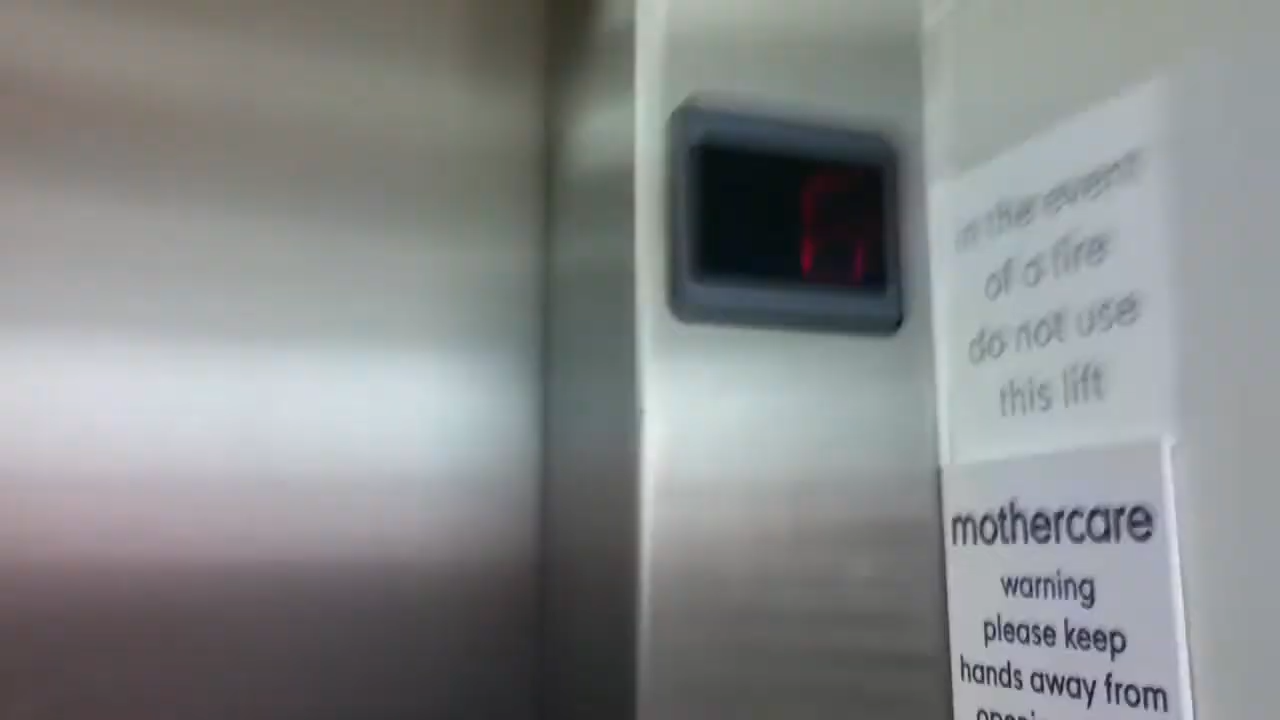 in the event
of a fire
do not use
this lift
mothercare
warning
please keep
hands away from